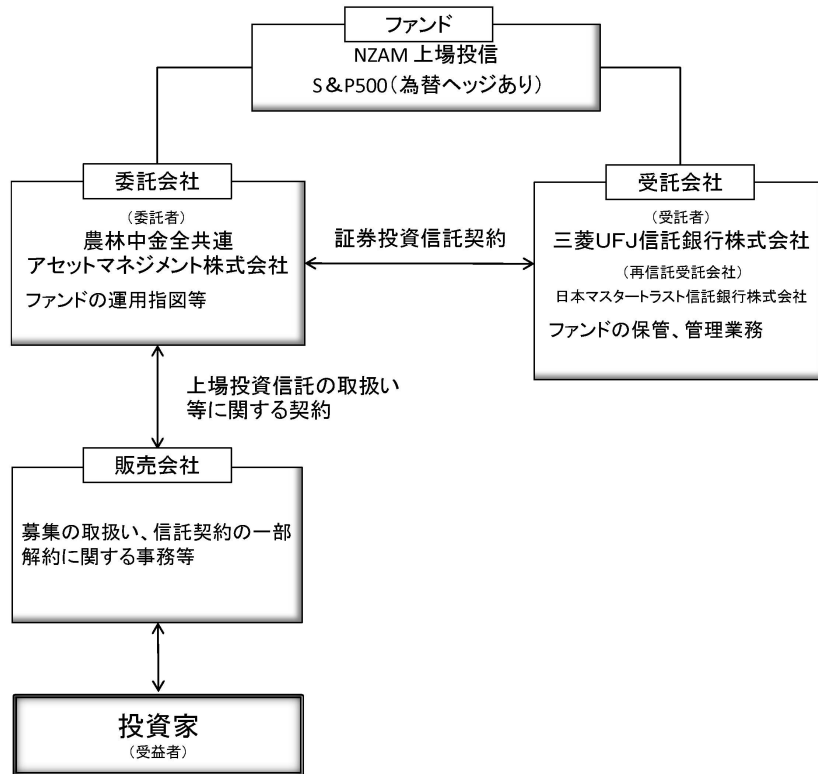 ファンド
NZAM 上場投信
S&P500（為替ヘッジあり）
委託会社
（委託者）
農林中金全共連
アセットマネジメント株式会社
ファンドの運用指図等
証券投資信託契約
受託会社
（受託者）
三菱UFJ信託銀行株式会社
（再信託受託会社）
日本マスタートラスト信託銀行株式会社
ファンドの保管、管理業務
上場投資信託の取扱い
等に関する契約
販売会社
募集の取扱い、信託契約の一部
解約に関する事務等
投資家
（受益者）